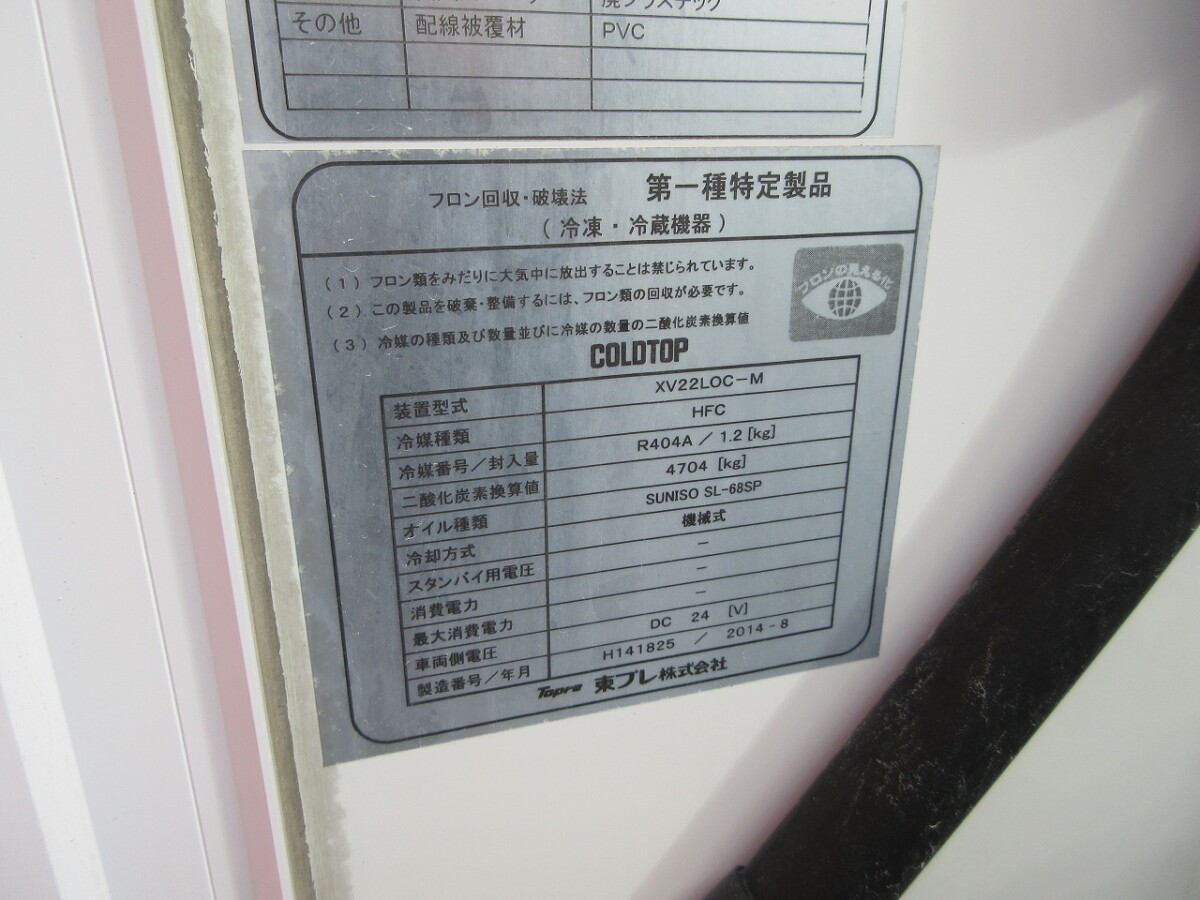 廃プラスチック
その他 配線被覆材 PVC
フロン回収・破壊法 第一種特定製品
(冷凍・冷蔵機器)
(1) フロン類をみだりに大気中に放出することは禁じられています。
(2) この製品を破棄・整備するには、フロン類の回収が必要です。
(3) 冷媒の種類及び数量並びに冷媒の数量の二酸化炭素換算値
フロンの見える化
COLDTOP
装置型式 XV22LOC-M
冷媒種類 HFC
冷媒番号/封入量 R404A / 1.2 [kg]
二酸化炭素換算値 4704 [kg]
オイル種類 SUNISO SL-68SP
冷却方式 機械式
スタンバイ用電圧 -
消費電力 -
最大消費電力 -
車両側電圧 DC 24 [V]
製造番号/年月 H141825 / 2014-8
Topre 東プレ株式会社